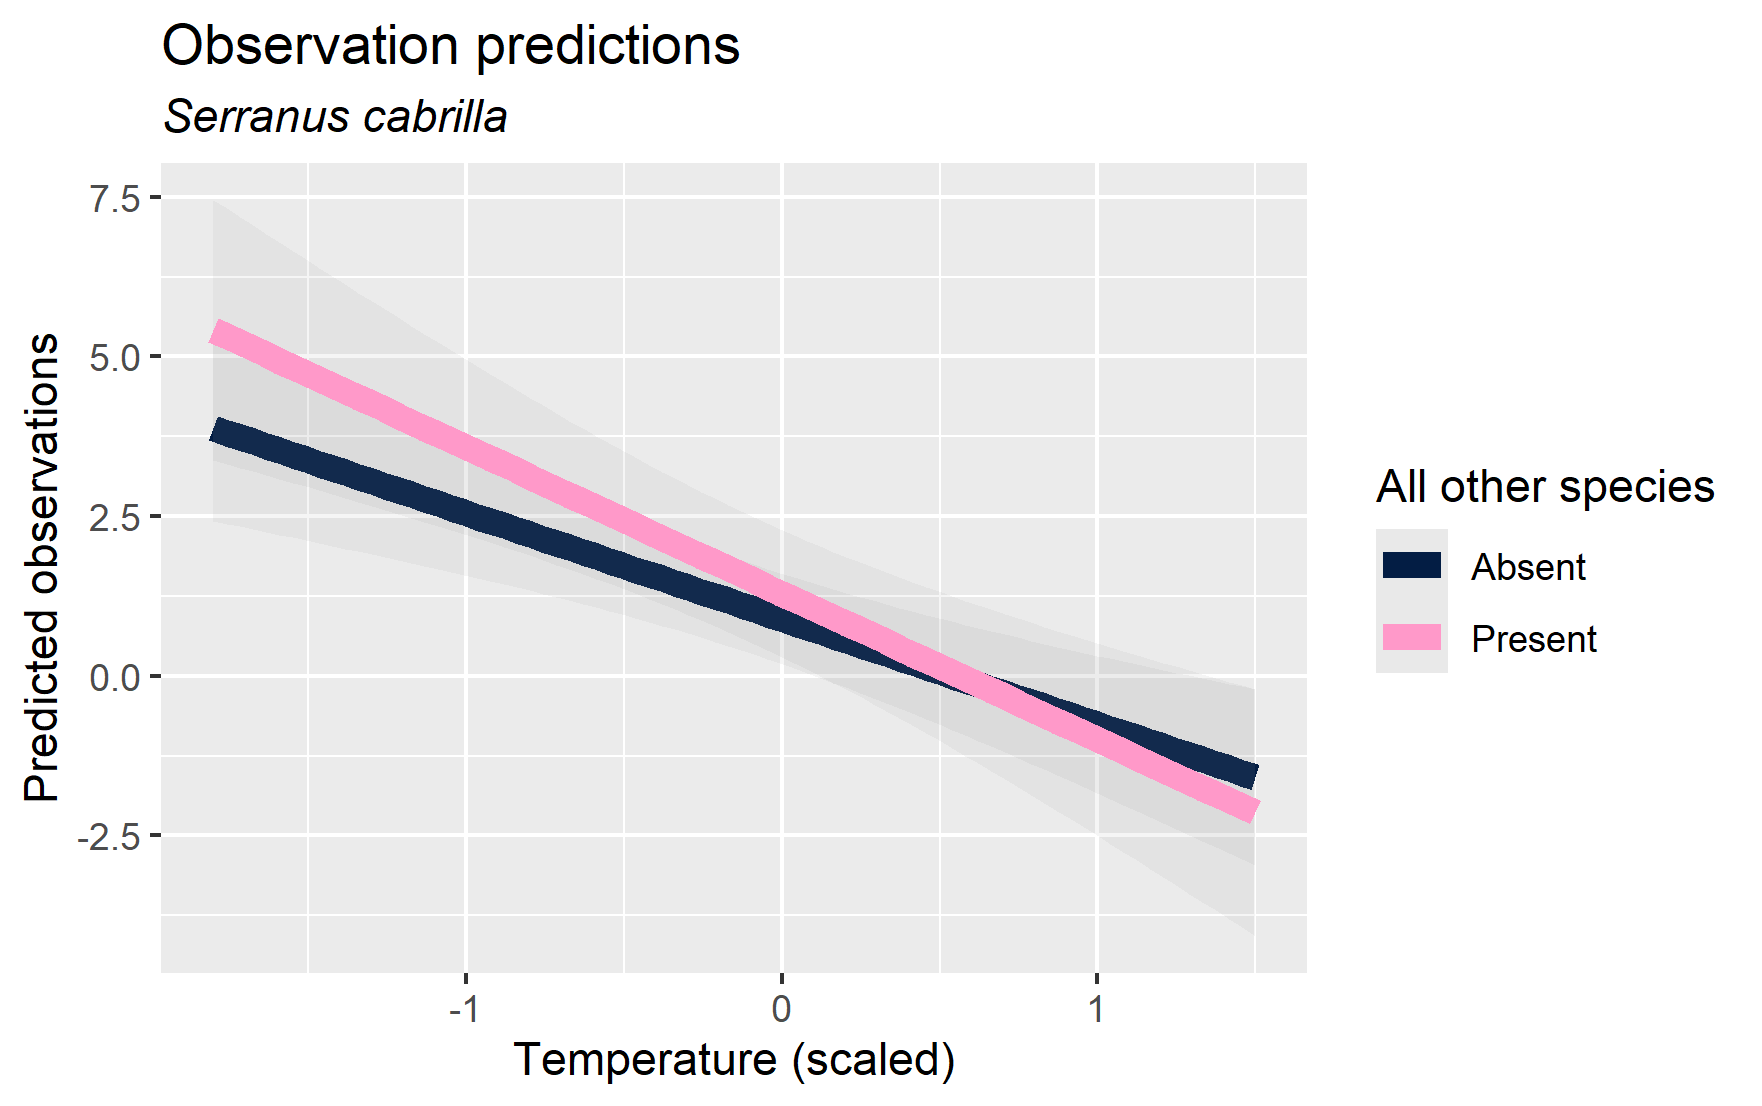 Observation predictions
Serranus cabrilla
7.5
5.0
2.5
0.0
-2.5
Predicted observations
-1
0
1
Temperature (scaled)
All other species
Absent
Present